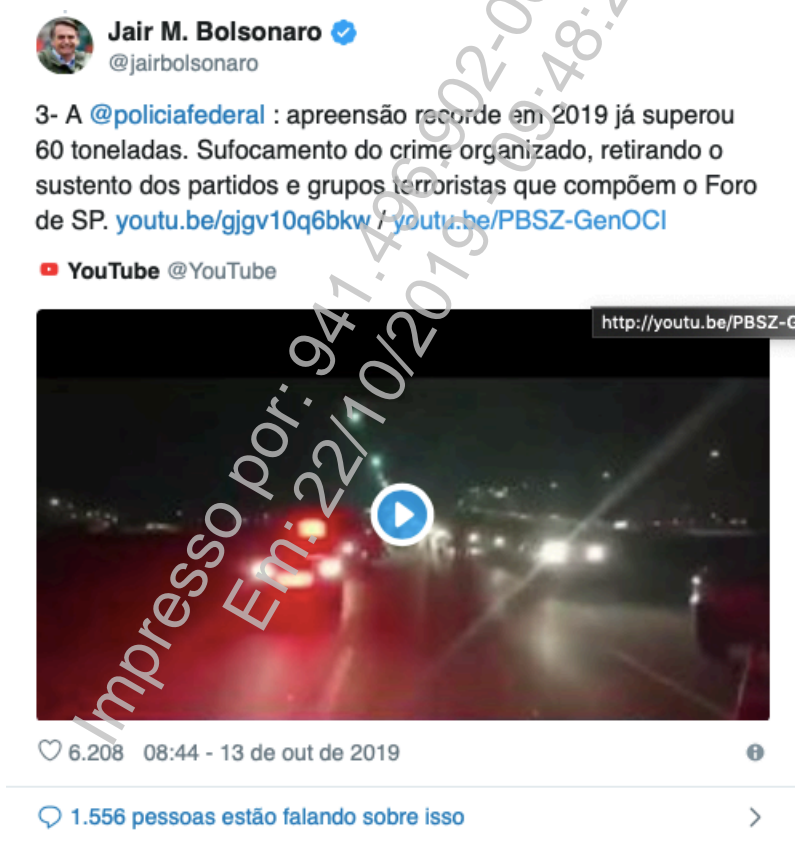 Jair M. Bolsonaro
@jairbolsonaro
3- A @policiafederal : apreensão recorde em 2019 já superou
60 toneladas. Sufocamento do crime organizado, retirando o
sustento dos partidos e grupos terroristas que compõem o Foro
de SP. youtu.be/gjgv10q6bkw / youtu.be/PBSZ-GenOCI
YouTube @YouTube
http://youtu.be/PBSZ-G
6.208 08:44 - 13 de out de 2019
1.556 pessoas estão falando sobre isso
Impresso por: 941.496.902-0
Em: 22/10/2019 - 09:48:2